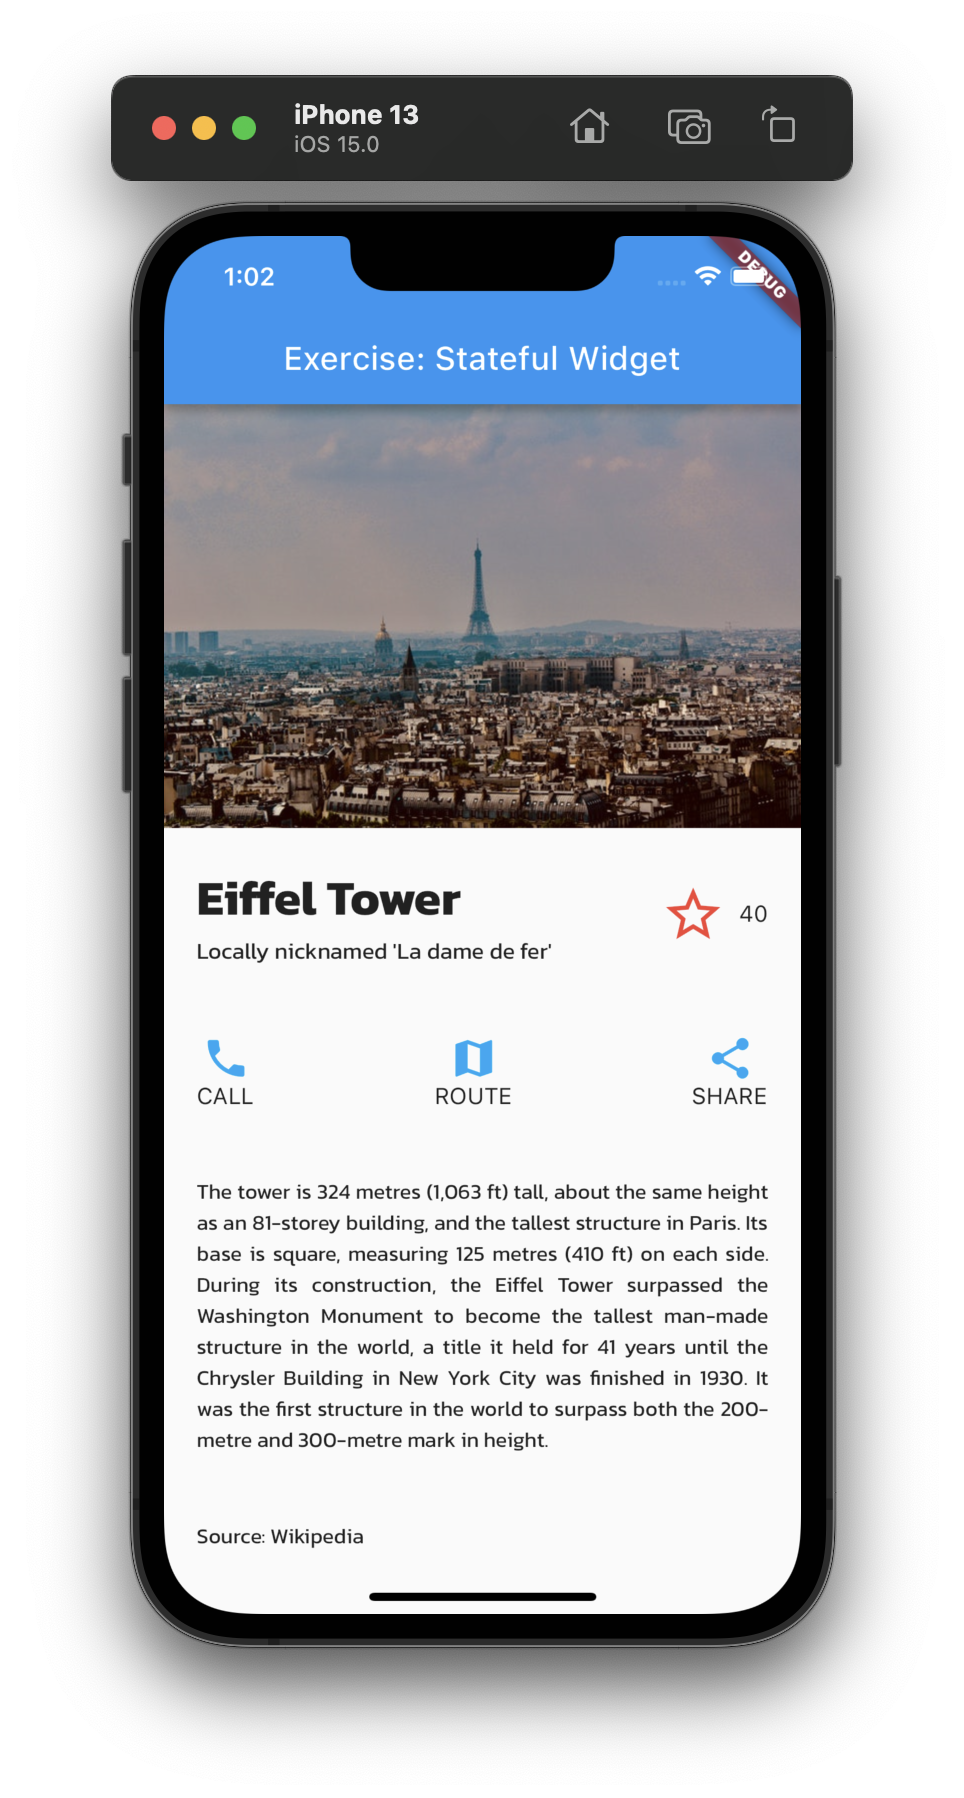 iPhone 13
iOS 15.0
1:02
DEBUG
Exercise: Stateful Widget
Eiffel Tower
40
Locally nicknamed 'La dame de fer'
CALL ROUTE SHARE
The tower is 324 metres (1,063 ft) tall, about the same height
as an 81-storey building, and the tallest structure in Paris. Its
base is square, measuring 125 metres (410 ft) on each side.
During its construction, the Eiffel Tower surpassed the
Washington Monument to become the tallest man-made
structure in the world, a title it held for 41 years until the
Chrysler Building in New York City was finished in 1930. It
was the first structure in the world to surpass both the 200-
metre and 300-metre mark in height.
Source: Wikipedia